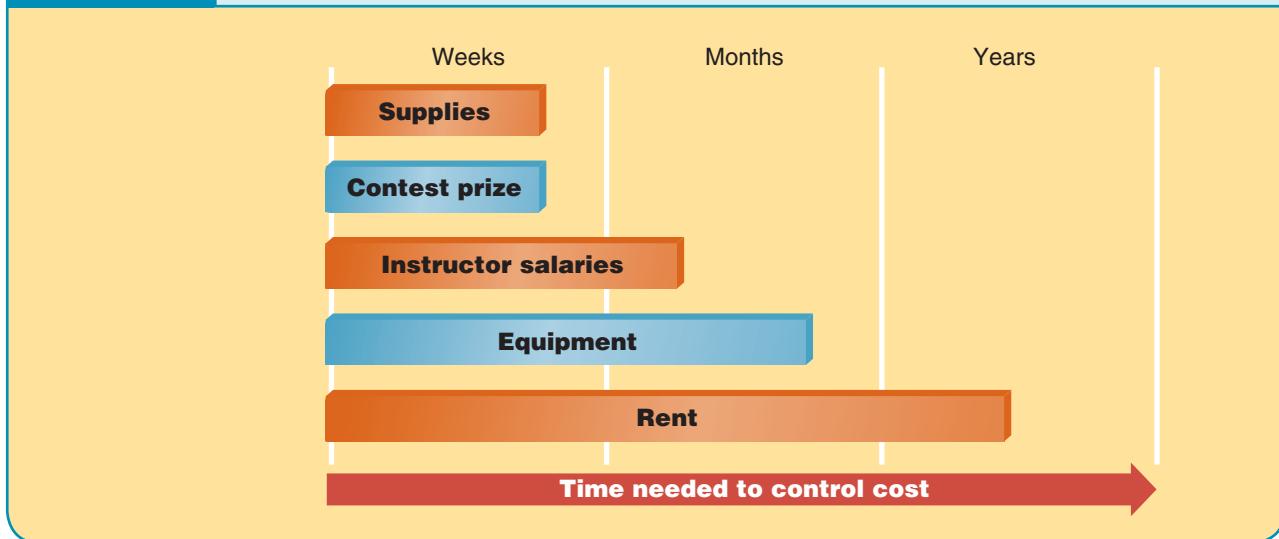 Weeks Months Years
Supplies
Contest prize
Instructor salaries
Equipment
Rent
Time needed to control cost